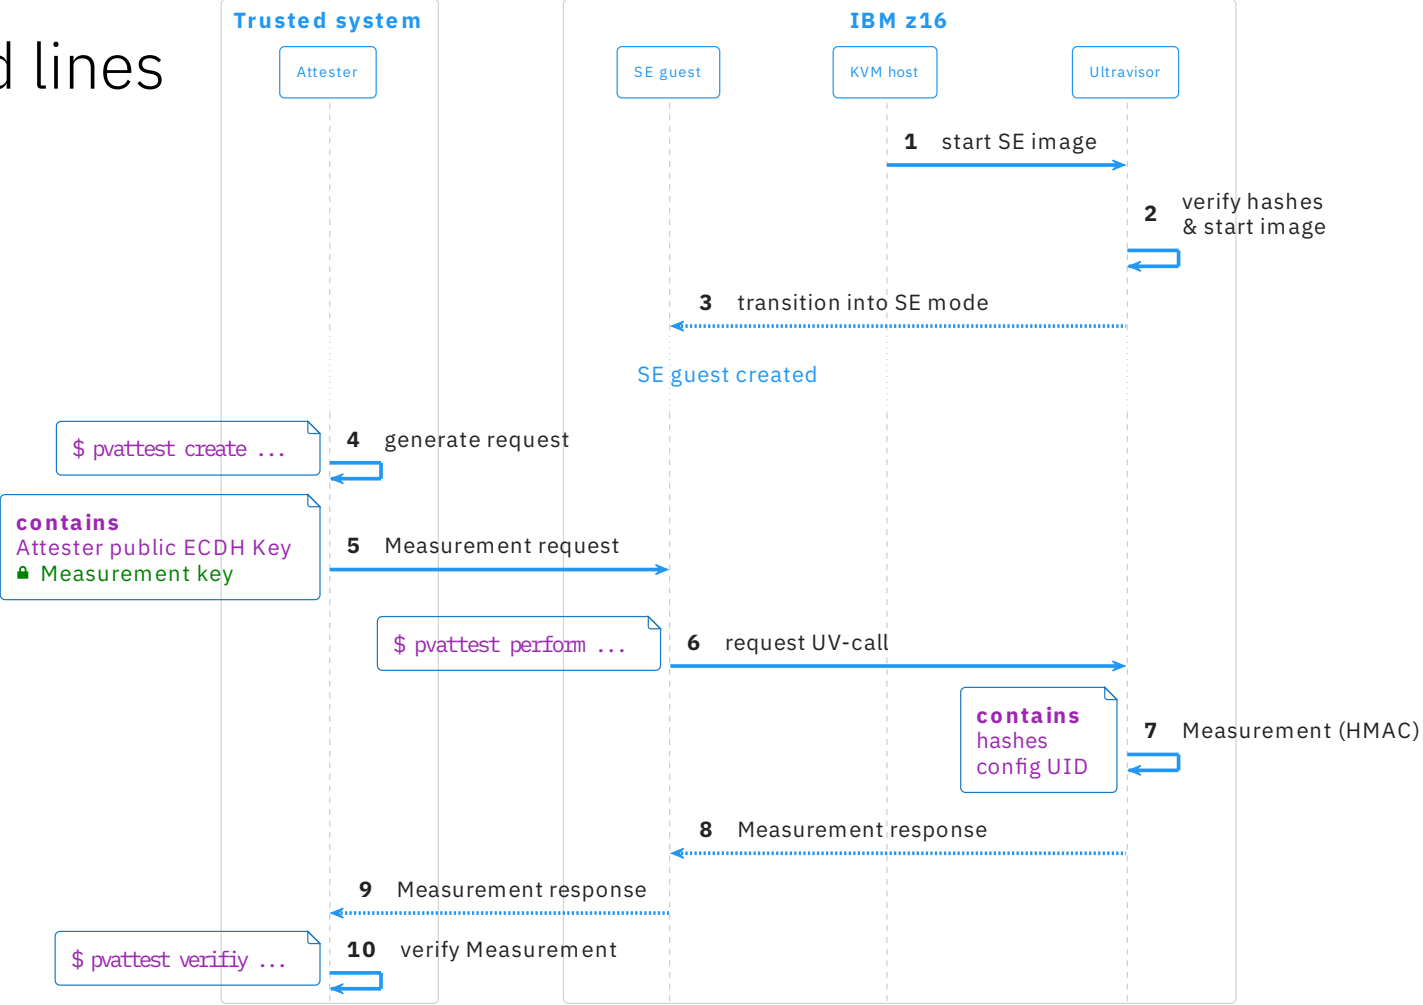 d lines
Trusted system
IBM z16
Attester
SE guest
KVM host
Ultravisor
1 start SE image
2 verify hashes
& start image
3 transition into SE mode
SE guest created
$ pvattest create ...
4 generate request
contains
Attester public ECDH Key
Measurement key
5 Measurement request
$ pvattest perform ...
6 request UV-call
contains
hashes
config UID
7 Measurement (HMAC)
8 Measurement response
9 Measurement response
$ pvattest verifiy ...
10 verify Measurement